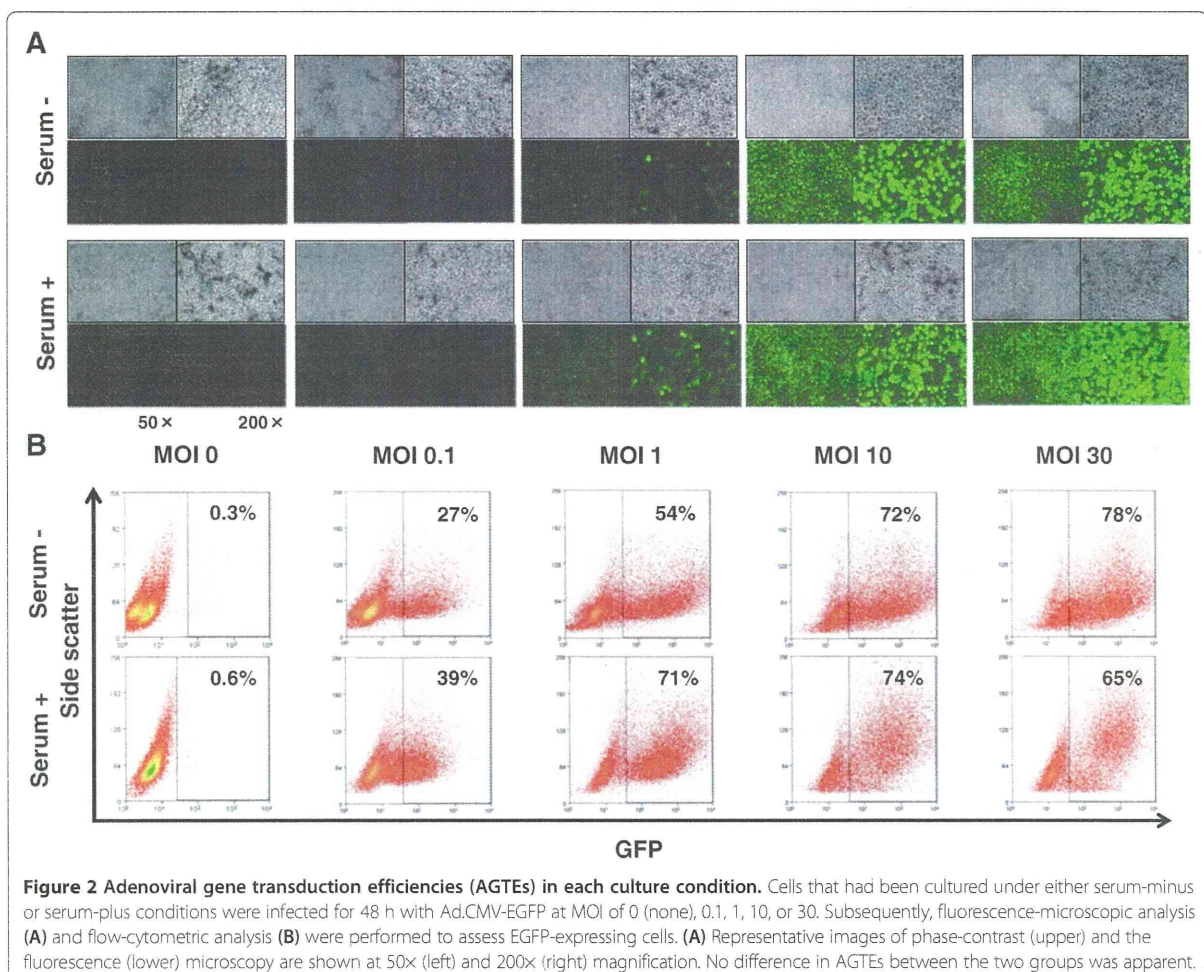 A
Serum -
Serum +
50 × 200 ×
B
MOI 0 MOI 0.1 MOI 1 MOI 10 MOI 30
Serum -
0.3% 27% 54% 72% 78%
Side scatter
Serum +
0.6% 39% 71% 74% 65%
GFP
Figure 2 Adenoviral gene transduction efficiencies (AGTEs) in each culture condition. Cells that had been cultured under either serum-minus
or serum-plus conditions were infected for 48 h with Ad.CMV-EGFP at MOI of 0 (none), 0.1, 1, 10, or 30. Subsequently, fluorescence-microscopic analysis
(A) and flow-cytometric analysis (B) were performed to assess EGFP-expressing cells. (A) Representative images of phase-contrast (upper) and the
fluorescence (lower) microscopy are shown at 50× (left) and 200× (right) magnification. No difference in AGTEs between the two groups was apparent.